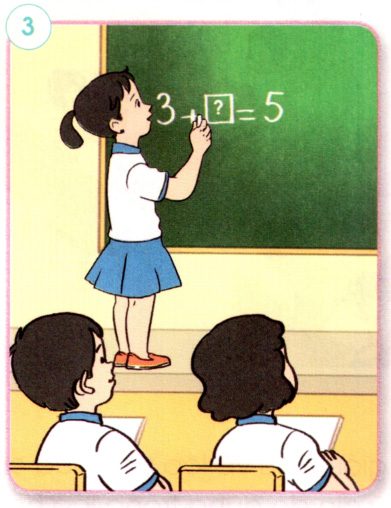 3
3 + ? = 5